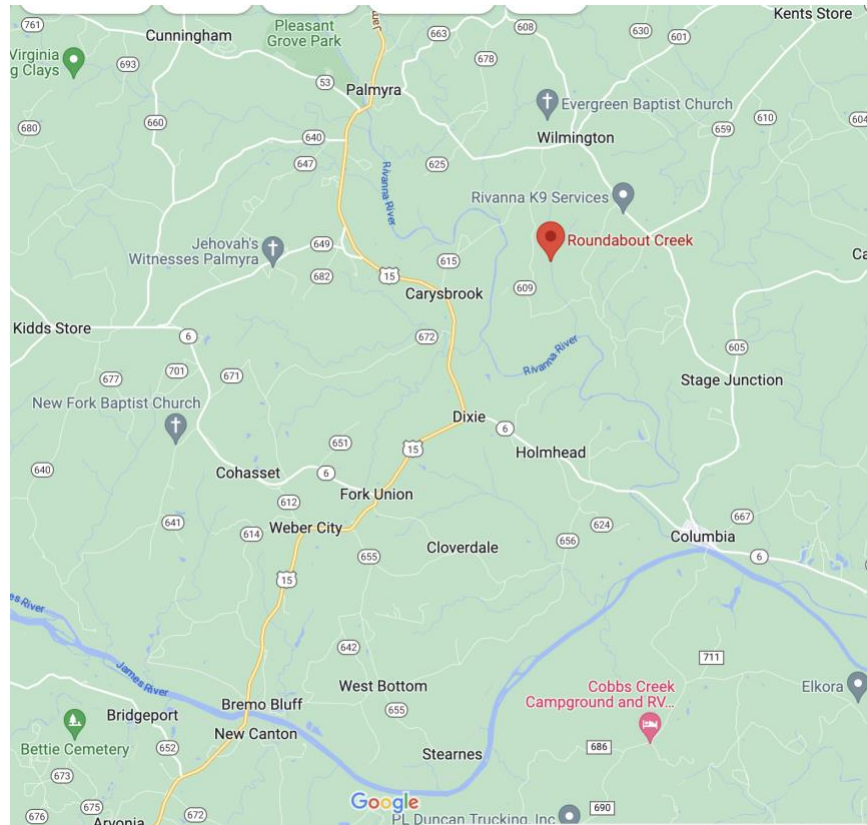 761
Cunningham
Pleasant
Grove Park
663
608
630
601
Kents Store
Virginia
g Clays
693
53
678
Palmyra
Evergreen Baptist Church
610
604
680
660
640
Wilmington
659
647
625
Rivanna River
Rivanna K9 Services
Jehovah's
Witnesses Palmyra
649
Roundabout Creek
682
15
615
Carysbrook
609
Kidds Store
6
672
Rivanna River
605
677
701
671
Stage Junction
New Fork Baptist Church
Dixie
6
651
15
Holmhead
640
Cohasset
6
Fork Union
612
641
614
Weber City
624
667
656
Columbia
655
Cloverdale
6
15
James River
642
711
James River
West Bottom
Cobbs Creek
Campground and RV...
Elkora
Bridgeport
Bremo Bluff
655
New Canton
Bettie Cemetery
652
Stearnes
686
673
Google
690
676
675
Arvonia
672
PL Duncan Trucking, Inc